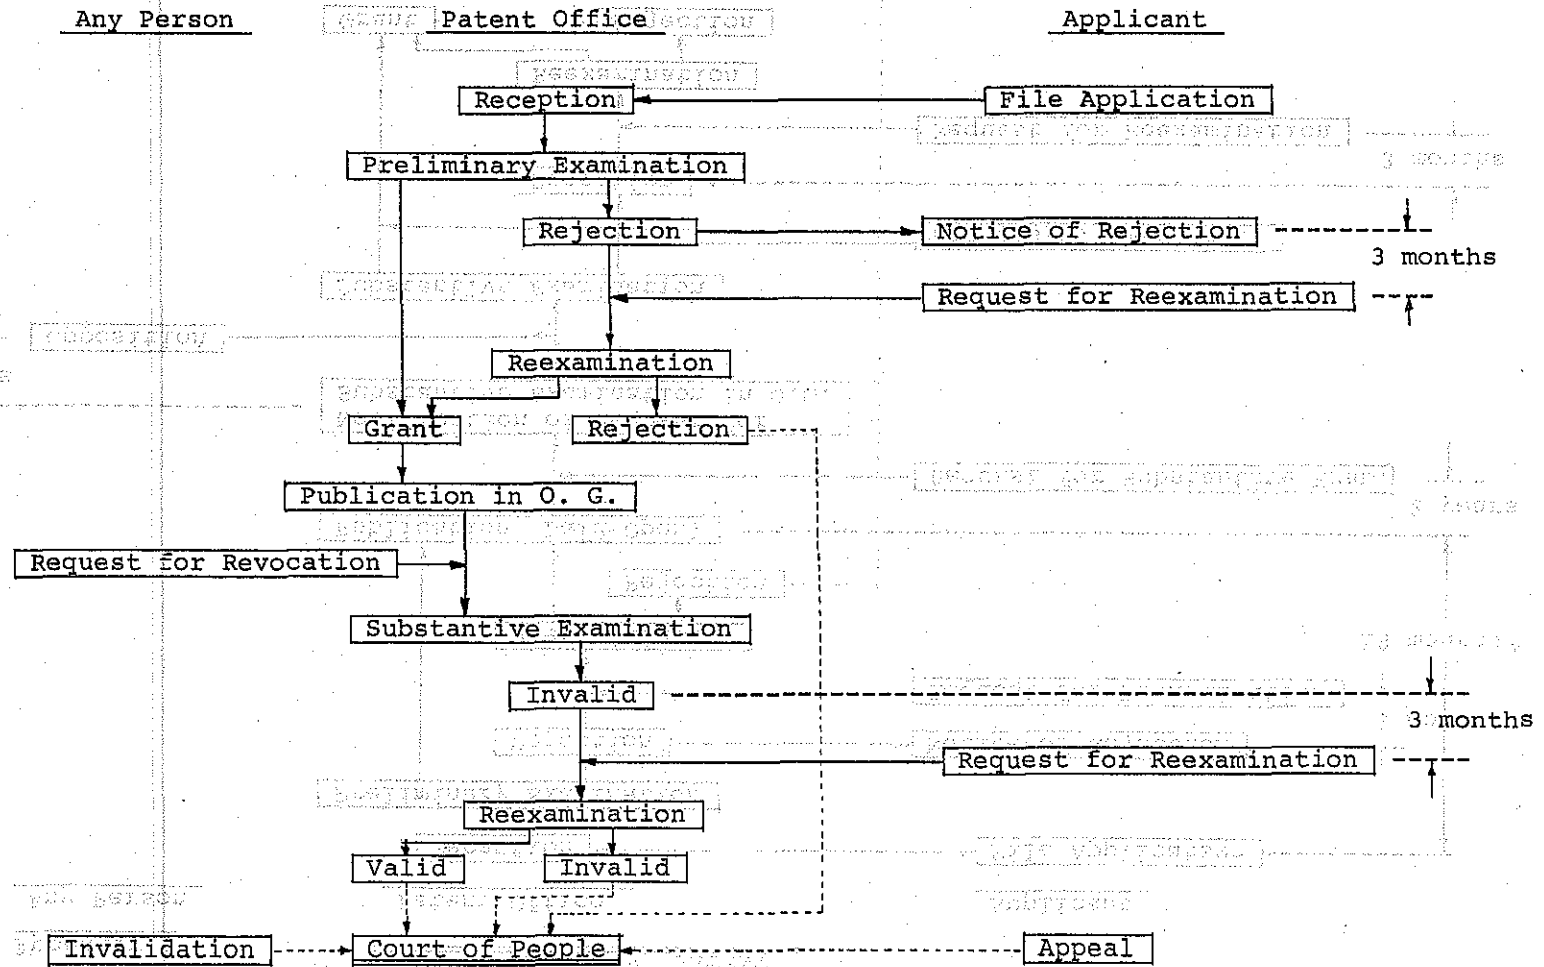 Any Person Patent Office Applicant
Reception File Application
Preliminary Examination
Rejection Notice of Rejection
3 months
Request for Reexamination
Reexamination
Grant Rejection
Publication in O. G.
Request for Revocation
Substantive Examination
Invalid
3 months
Request for Reexamination
Reexamination
Valid Invalid
Invalidation Court of People Appeal